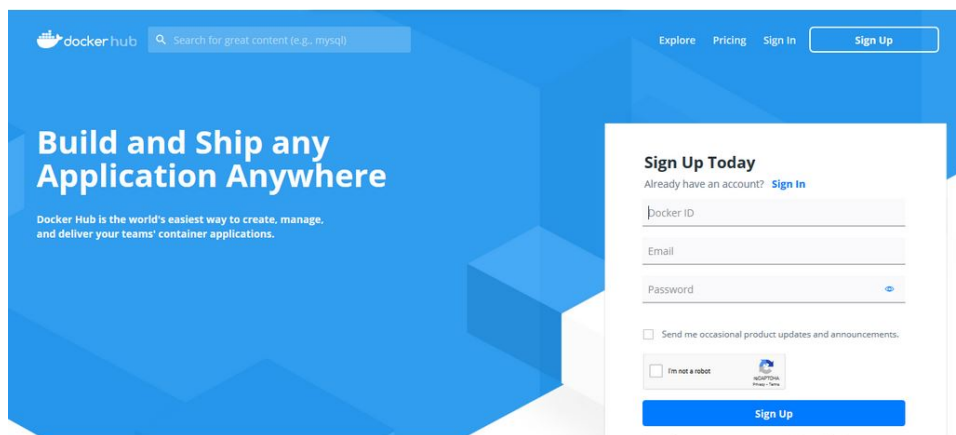 docker hub
Search for great content (e.g., mysql)
Explore
Pricing
Sign In
Sign Up
Build and Ship any
Application Anywhere
Docker Hub is the world's easiest way to create, manage,
and deliver your teams' container applications.
Sign Up Today
Already have an account? Sign In
Docker ID
Email
Password
Send me occasional product updates and announcements.
I'm not a robot
reCAPTCHA
Privacy - Terms
Sign Up